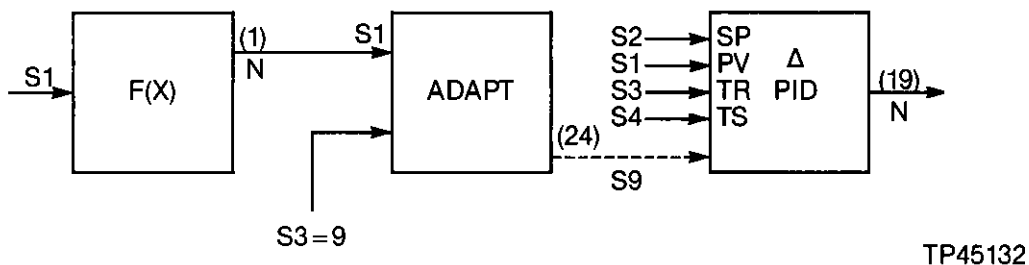 S1
F(X)
(1)
N
S1
ADAPT
S3=9
(24)
S9
S2
S1
S3
S4
SP
PV
TR
TS
Δ
PID
(19)
N
TP45132